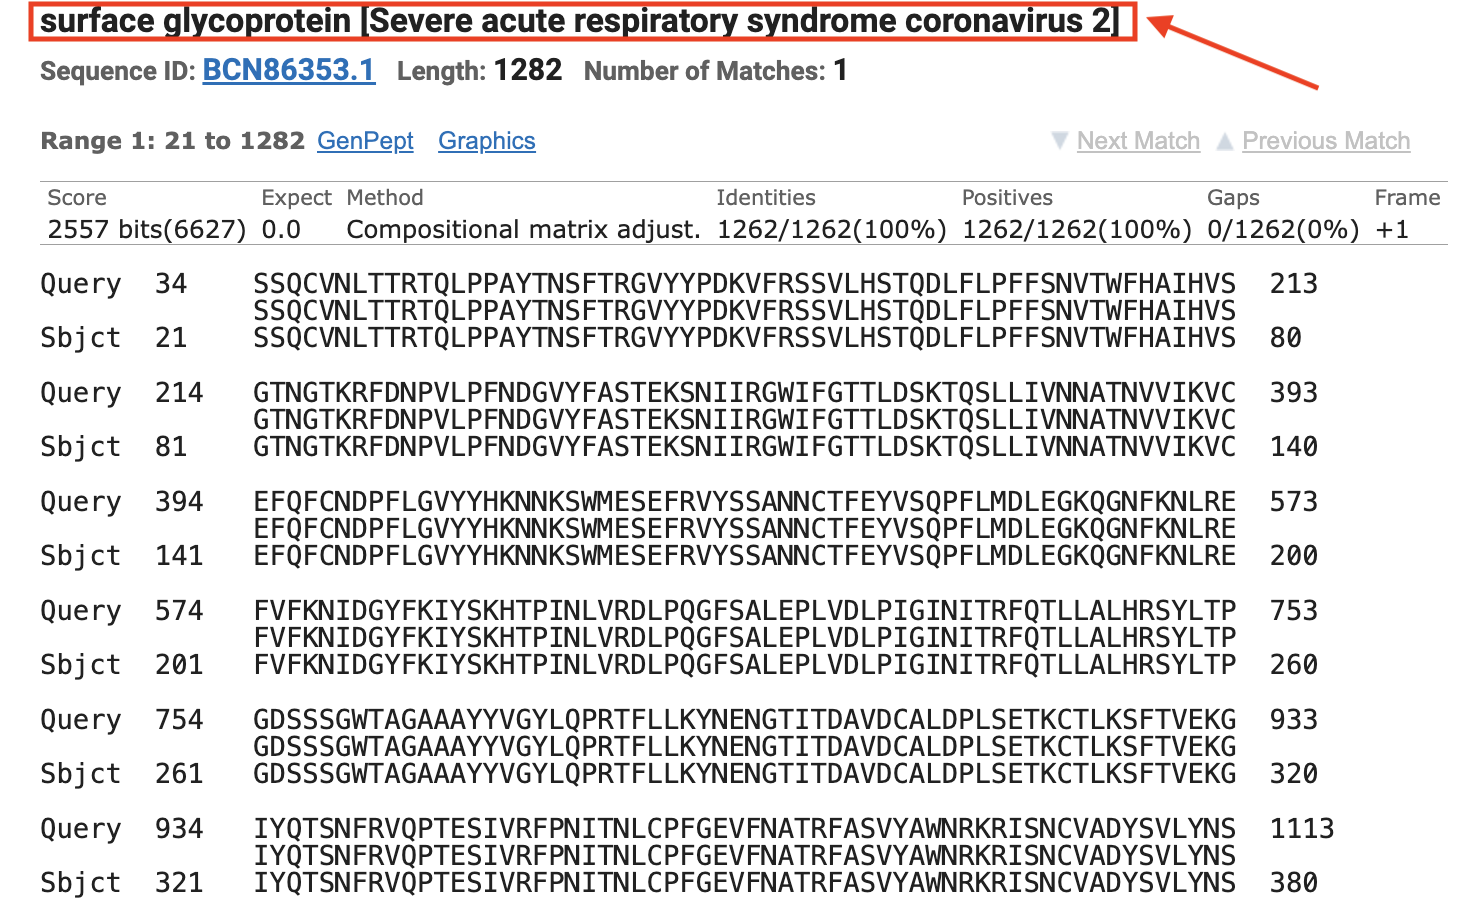 surface glycoprotein [Severe acute respiratory syndrome coronavirus 2]
Sequence ID: BCN86353.1 Length: 1282 Number of Matches: 1
Range 1: 21 to 1282 GenPept Graphics Next Match Previous Match
Score Expect Method Identities Positives Gaps Frame
2557 bits(6627) 0.0 Compositional matrix adjust. 1262/1262(100%) 1262/1262(100%) 0/1262(0%) +1
Query 34 SSQCVNLTTRTQLPPAYTNSFTRGVYYPDKVFRSSVLHSTQDLFLPFFSNVTWFHAIHVS 213
SSQCVNLTTRTQLPPAYTNSFTRGVYYPDKVFRSSVLHSTQDLFLPFFSNVTWFHAIHVS
Sbjct 21 SSQCVNLTTRTQLPPAYTNSFTRGVYYPDKVFRSSVLHSTQDLFLPFFSNVTWFHAIHVS 80
Query 214 GTNGTKRFDNPVLPFNDGVYFASTEKSNIIRGWIFGTTLDSKTQSLLIVNNATNVVIKVC 393
GTNGTKRFDNPVLPFNDGVYFASTEKSNIIRGWIFGTTLDSKTQSLLIVNNATNVVIKVC
Sbjct 81 GTNGTKRFDNPVLPFNDGVYFASTEKSNIIRGWIFGTTLDSKTQSLLIVNNATNVVIKVC 140
Query 394 EFQFCNDPFLGVYYHKNNKSWMESEFRVYSSANNCTFEYVSQPFLMDLEGKQGNFKNLRE 573
EFQFCNDPFLGVYYHKNNKSWMESEFRVYSSANNCTFEYVSQPFLMDLEGKQGNFKNLRE
Sbjct 141 EFQFCNDPFLGVYYHKNNKSWMESEFRVYSSANNCTFEYVSQPFLMDLEGKQGNFKNLRE 200
Query 574 FVFKNIDGYFKIYSKHTPINLVRDLPQGFSALEPLVDLPIGINITRFQTLLALHRSYLTP 753
FVFKNIDGYFKIYSKHTPINLVRDLPQGFSALEPLVDLPIGINITRFQTLLALHRSYLTP
Sbjct 201 FVFKNIDGYFKIYSKHTPINLVRDLPQGFSALEPLVDLPIGINITRFQTLLALHRSYLTP 260
Query 754 GDSSSGWTAGAAAYYVGYLQPRTFLLKYNENGTITDAVDCALDPLSETKCTLKSFTVEKG 933
GDSSSGWTAGAAAYYVGYLQPRTFLLKYNENGTITDAVDCALDPLSETKCTLKSFTVEKG
Sbjct 261 GDSSSGWTAGAAAYYVGYLQPRTFLLKYNENGTITDAVDCALDPLSETKCTLKSFTVEKG 320
Query 934 IYQTSNFRVQPTESIVRFPNITNLCPFGEVFNATRFASVYAWNRKRISNCVADYSVLYNS 1113
IYQTSNFRVQPTESIVRFPNITNLCPFGEVFNATRFASVYAWNRKRISNCVADYSVLYNS
Sbjct 321 IYQTSNFRVQPTESIVRFPNITNLCPFGEVFNATRFASVYAWNRKRISNCVADYSVLYNS 380